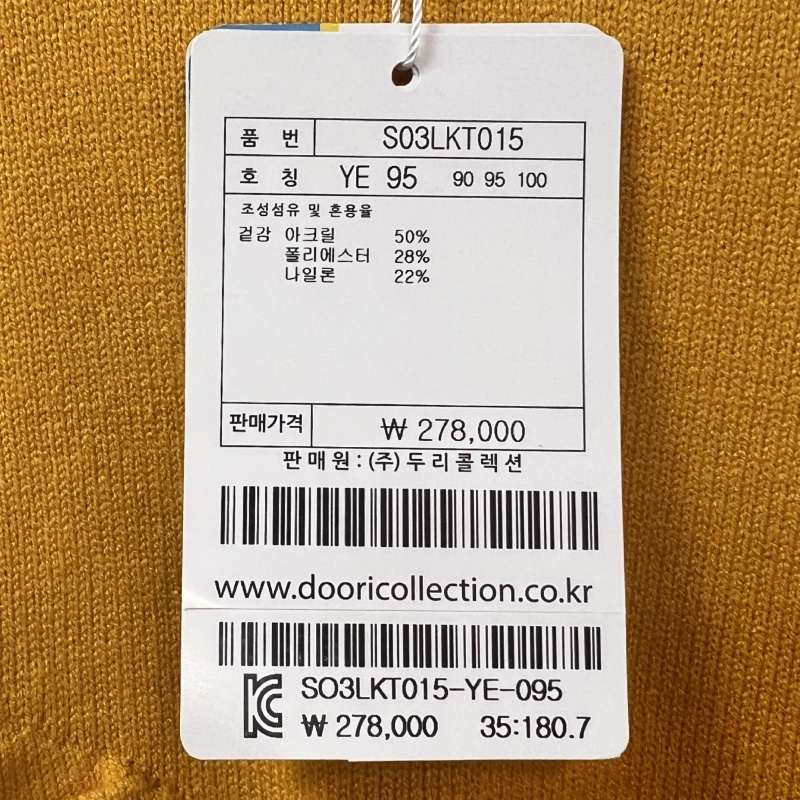 품 번 S03LKT015
호 칭 YE 95 90 95 100
조성섬유 및 혼용율
겉감 아크릴 50%
폴리에스터 28%
나일론 22%
판매가격 ₩ 278,000
판매원 : (주)두리콜렉션
www.dooricollection.co.kr
SO3LKT015-YE-095
₩ 278,000 35:180.7